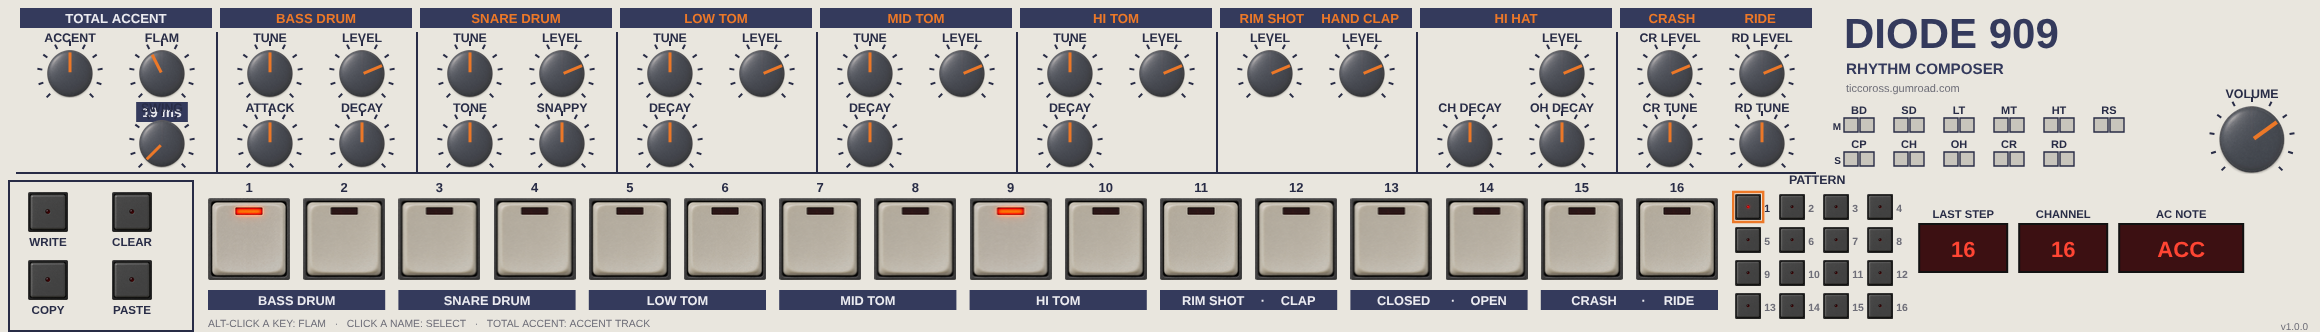 TOTAL ACCENT BASS DRUM SNARE DRUM LOW TOM MID TOM HI TOM RIM SHOT HAND CLAP HI HAT CRASH RIDE
ACCENT FLAM TUNE LEVEL TUNE LEVEL TUNE LEVEL TUNE LEVEL TUNE LEVEL LEVEL LEVEL LEVEL CR LEVEL RD LEVEL
ATTACK DECAY TONE SNAPPY DECAY DECAY DECAY CH DECAY OH DECAY CR TUNE RD TUNE
DIODE 909
RHYTHM COMPOSER
ticcoross.gumroad.com
VOLUME
BD SD LT MT HT RS
M
CP CH OH CR RD
S
WRITE CLEAR
COPY PASTE
1 2 3 4 5 6 7 8 9 10 11 12 13 14 15 16
BASS DRUM SNARE DRUM LOW TOM MID TOM HI TOM RIM SHOT · CLAP CLOSED · OPEN CRASH · RIDE
ALT-CLICK A KEY: FLAM · CLICK A NAME: SELECT · TOTAL ACCENT: ACCENT TRACK
PATTERN
1 2 3 4
5 6 7 8
9 10 11 12
13 14 15 16
LAST STEP CHANNEL AC NOTE
16 16 ACC
v1.0.0